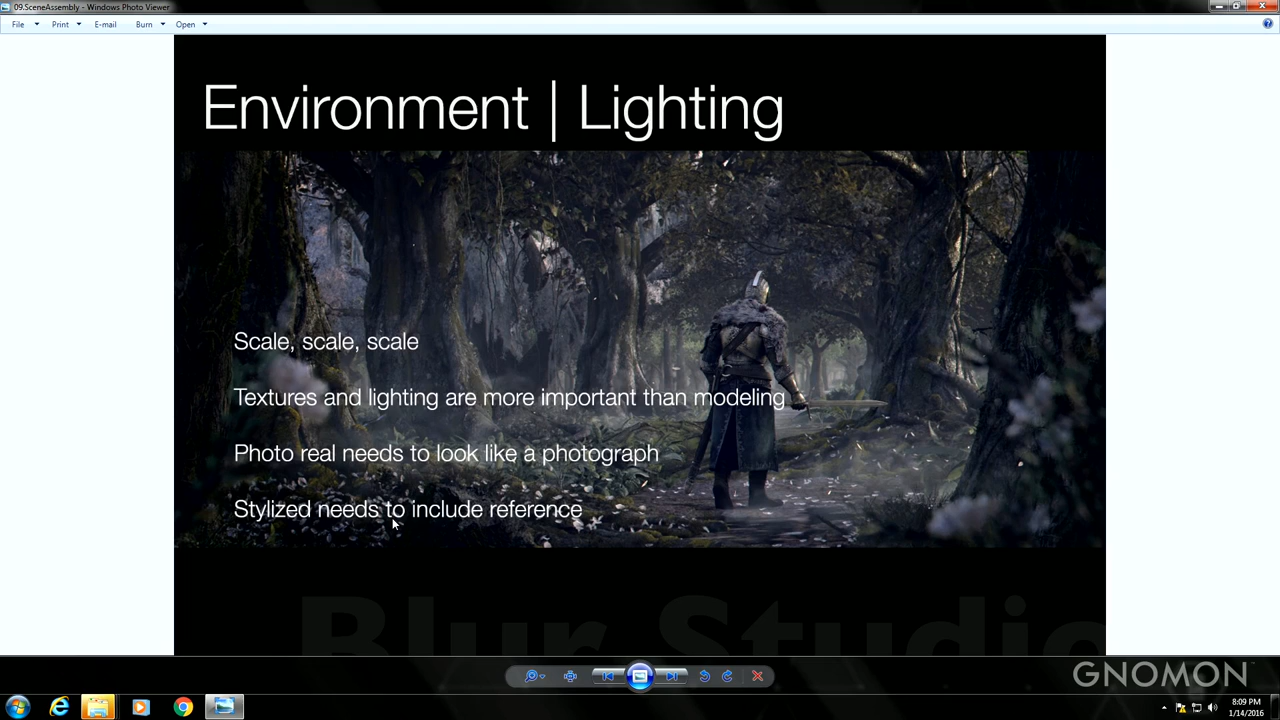 09.SceneAssembly - Windows Photo Viewer
File Print E-mail Burn Open
Environment | Lighting
Scale, scale, scale
Textures and lighting are more important than modeling
Photo real needs to look like a photograph
Stylized needs to include reference
Blur Studio
GNOMON
8:09 PM
1/14/2016